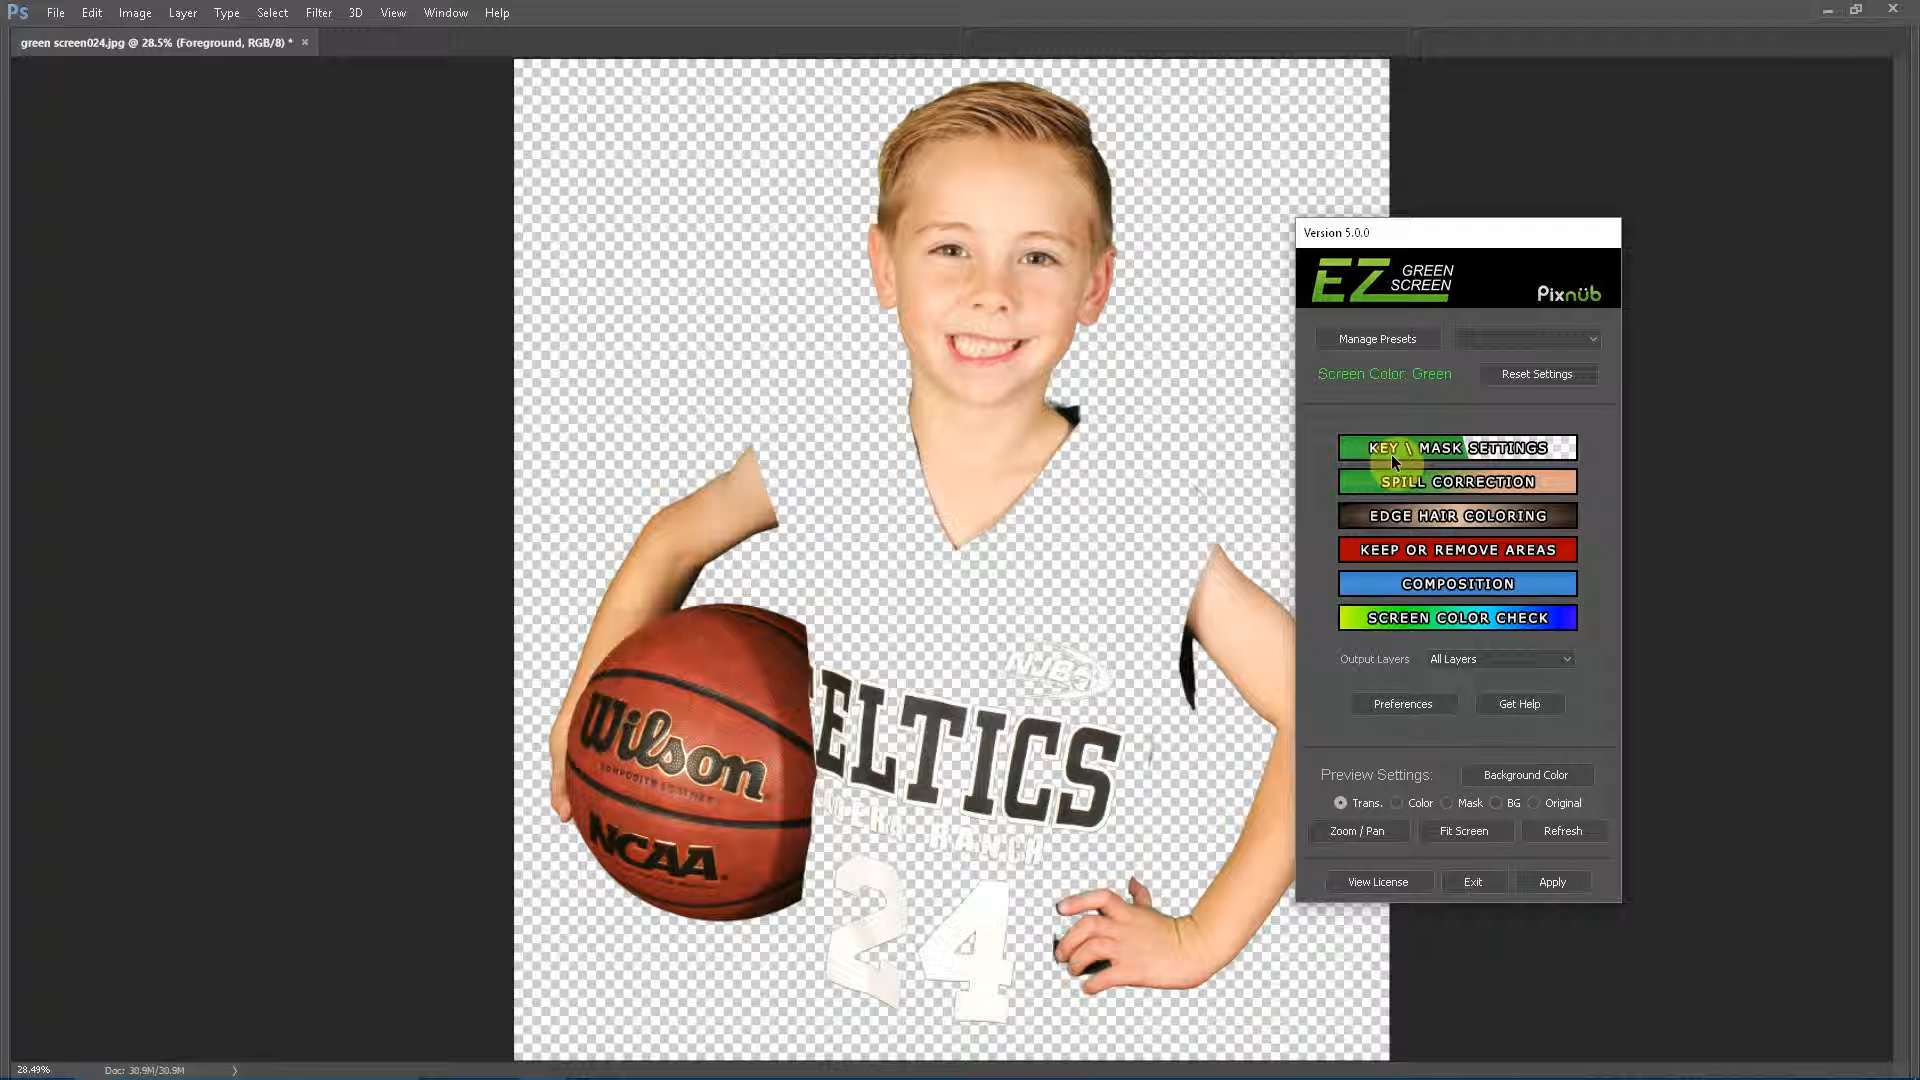 Ps File Edit Image Layer Type Select Filter 3D View Window Help
green screen024.jpg @ 28.5% (Foreground, RGB/8) * ×
Version 5.0.0
EZ GREEN SCREEN
Pixnüb
Manage Presets
Screen Color: Green
Reset Settings
KEY \ MASK SETTINGS
SPILL CORRECTION
EDGE HAIR COLORING
KEEP OR REMOVE AREAS
COMPOSITION
SCREEN COLOR CHECK
Output Layers All Layers
Preferences Get Help
Preview Settings: Background Color
Trans. Color Mask BG Original
Zoom / Pan Fit Screen Refresh
View License Exit Apply
ELTICS
RANCH
24
Wilson
NCAA
28.49% Doc: 30.9M/30.9M